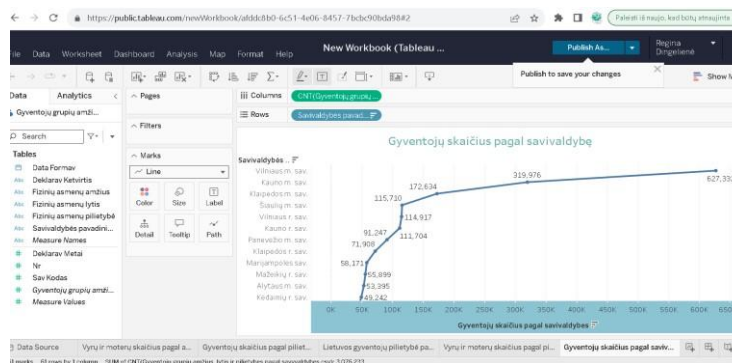 https://public.tableau.com/newWorkbook/afddc8b0-6c51-4e06-8457-7bcbc90bda98#2
Paleisti iš naujo, kad būtų atnaujinta
File Data Worksheet Dashboard Analysis Map Format Help
New Workbook (Tableau ...
Publish As...
Regina
Dingelienė
Publish to save your changes
Show M
Data Analytics
Pages
Columns CNT(Gyventojų grupių ...
Gyventojų grupių amži...
Rows Savivaldybės pavad...
Search
Filters
Gyventojų skaičius pagal savivaldybę
Tables
Marks
Data Formav
Abc Deklarav Ketvirtis
Abc Fizinių asmenų amžius
Abc Fizinių asmenų lytis
Abc Fizinių asmenų pilietybė
Abc Savivaldybės pavadini...
Abc Measure Names
Deklarav Metai
Nr
Sav Kodas
Gyventojų grupių amži...
Measure Values
Line
Color Size Label
Detail Tooltip Path
Savivaldybės ..
Vilniaus m. sav.
Kauno m. sav.
Klaipėdos m. sav.
Šiaulių m. sav.
Vilniaus r. sav.
Kauno r. sav.
Panevėžio m. sav.
Klaipėdos r. sav.
Marijampolės sav.
Mažeikių r. sav.
Alytaus m. sav.
Kėdainių r. sav.
319,976
172,634
115,710
114,917
111,704
91,247
71,908
58,171
55,899
53,395
49,242
0K 50K 100K 150K 200K 250K 300K 350K 400K 450K 500K 550K 600K
Gyventojų skaičius pagal savivaldybes
Data Source
Vyrų ir moterų skaičius pagal a...
Gyventojų skaičius pagal piliet...
Lietuvos gyventojų pilietybė pa...
Vyrų ir moterų skaičius pagal pi...
Gyventojų skaičius pagal saviv...